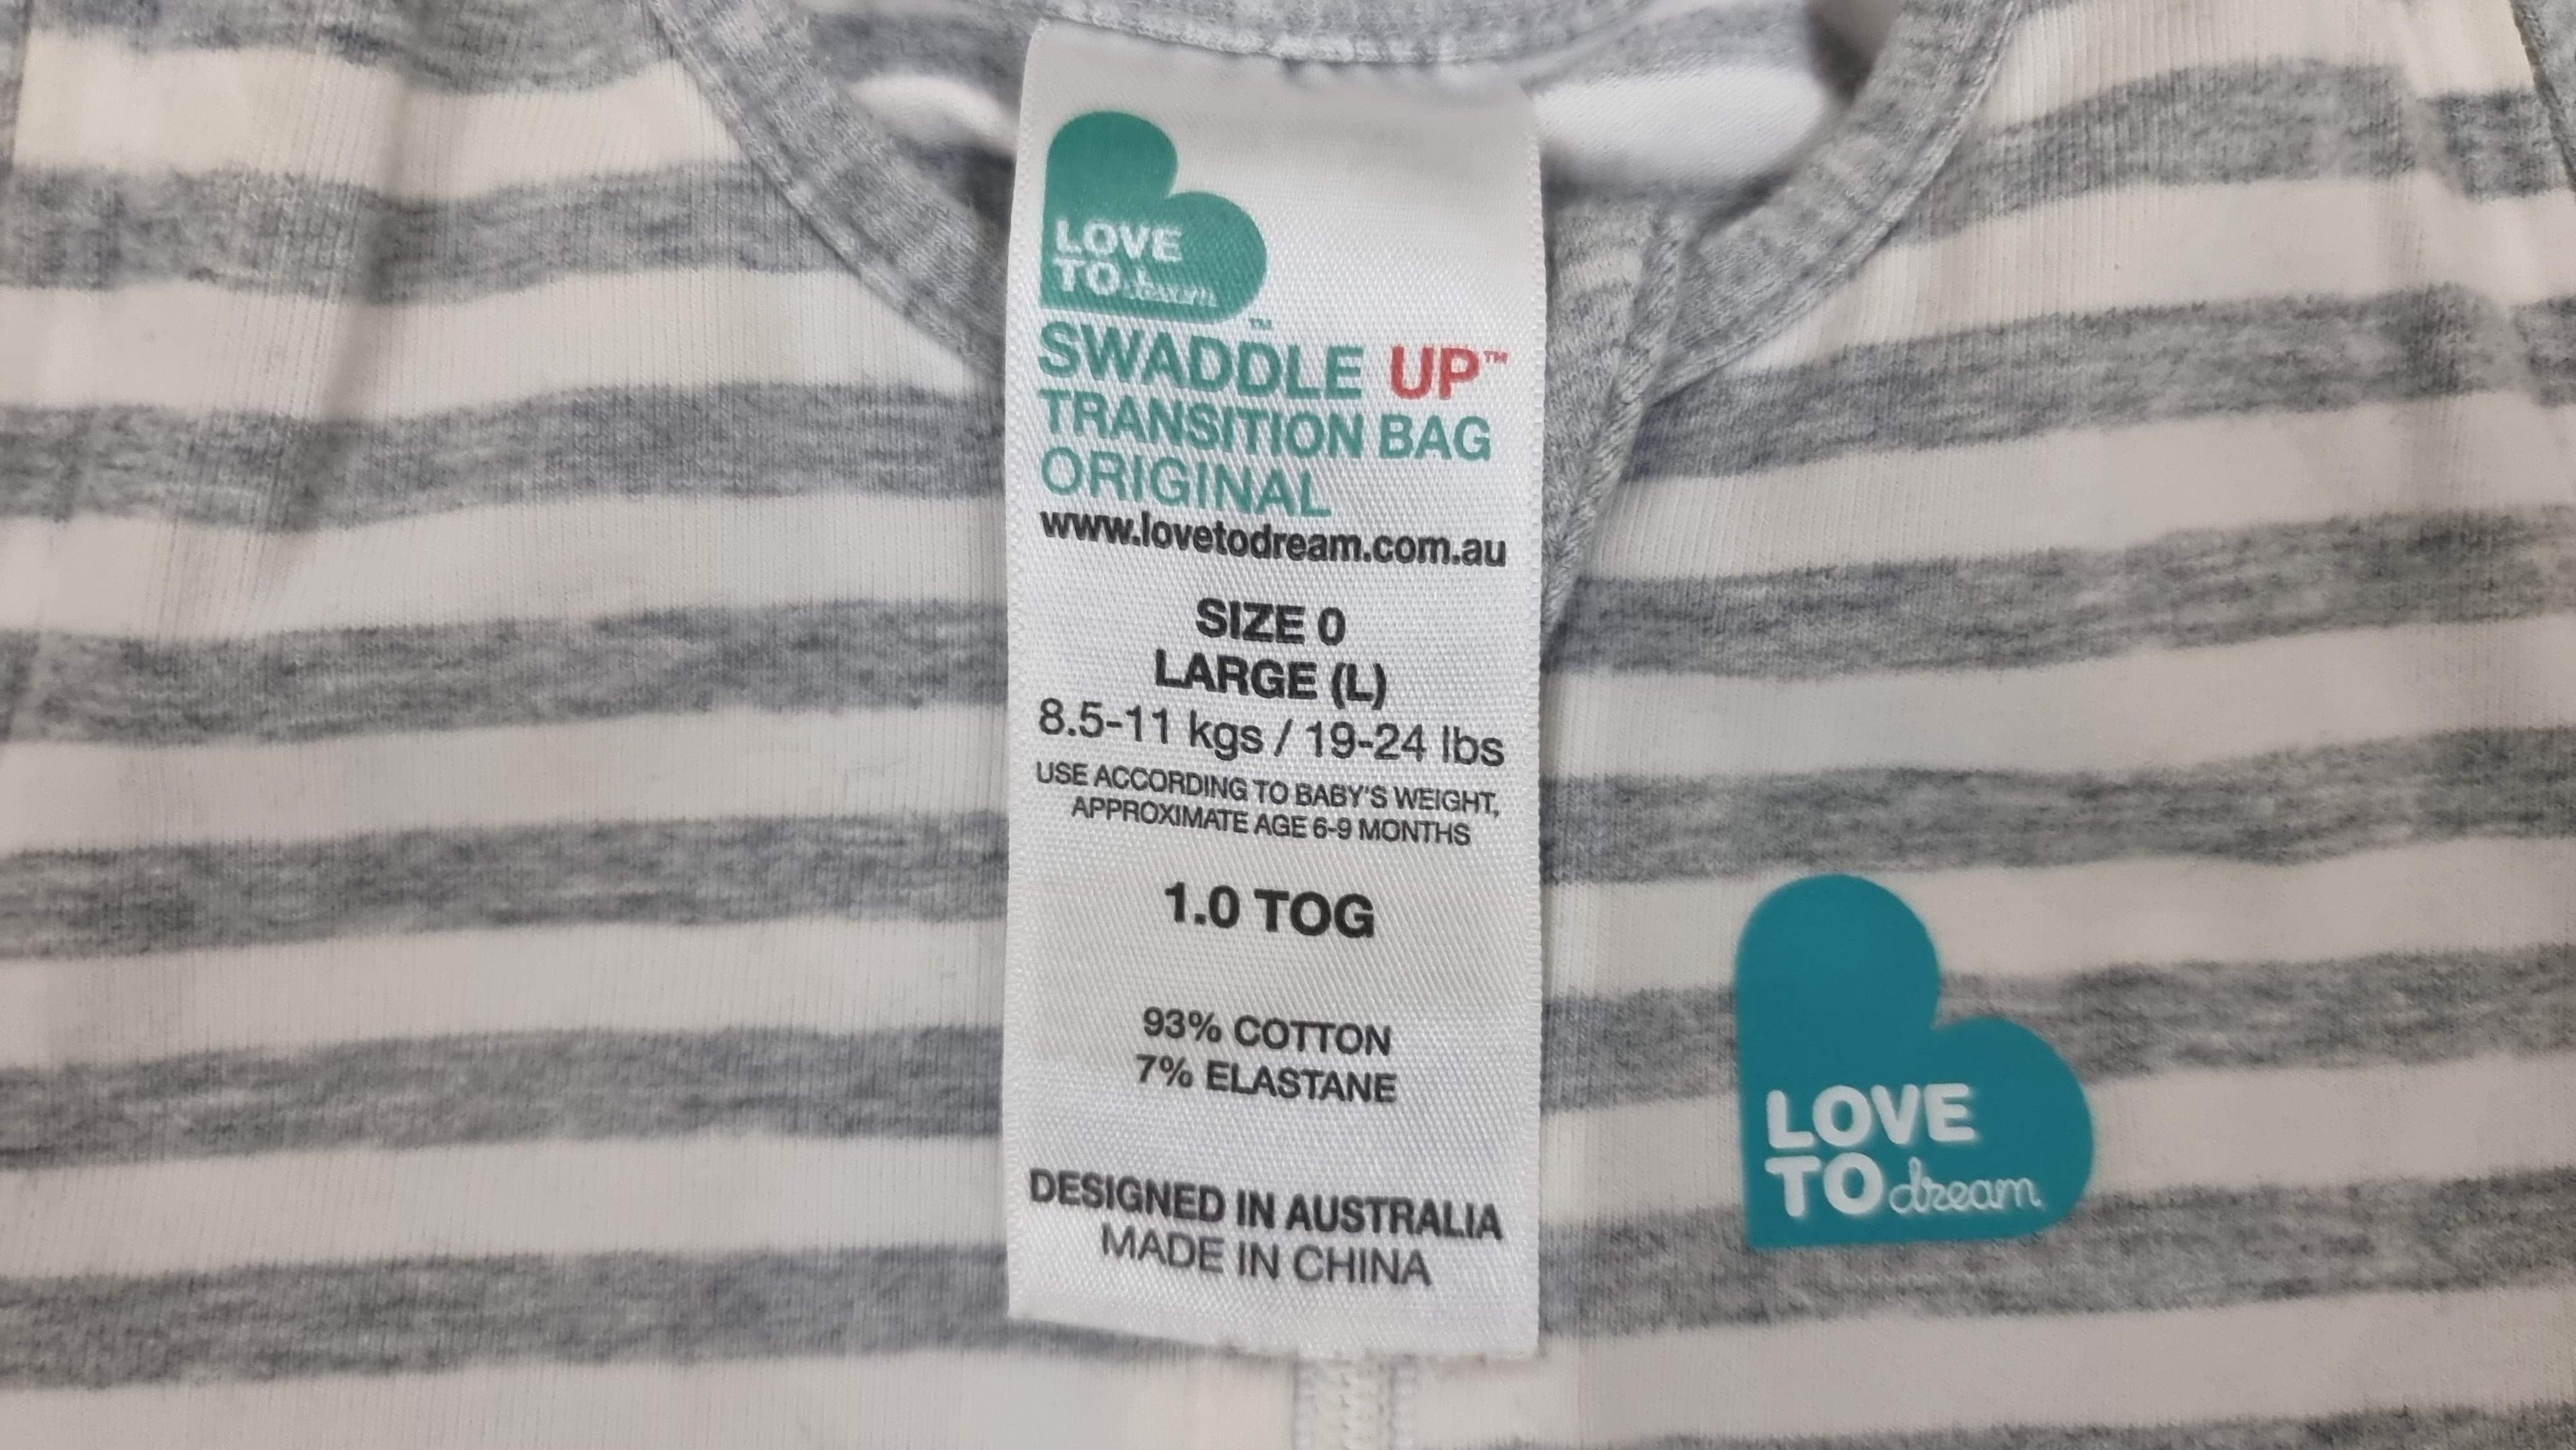 LOVE
TO dream
™
SWADDLE UP™
TRANSITION BAG
ORIGINAL
www.lovetodream.com.au
SIZE 0
LARGE (L)
8.5-11 kgs / 19-24 lbs
USE ACCORDING TO BABY'S WEIGHT,
APPROXIMATE AGE 6-9 MONTHS
1.0 TOG
93% COTTON
7% ELASTANE
DESIGNED IN AUSTRALIA
MADE IN CHINA
LOVE
TO dream